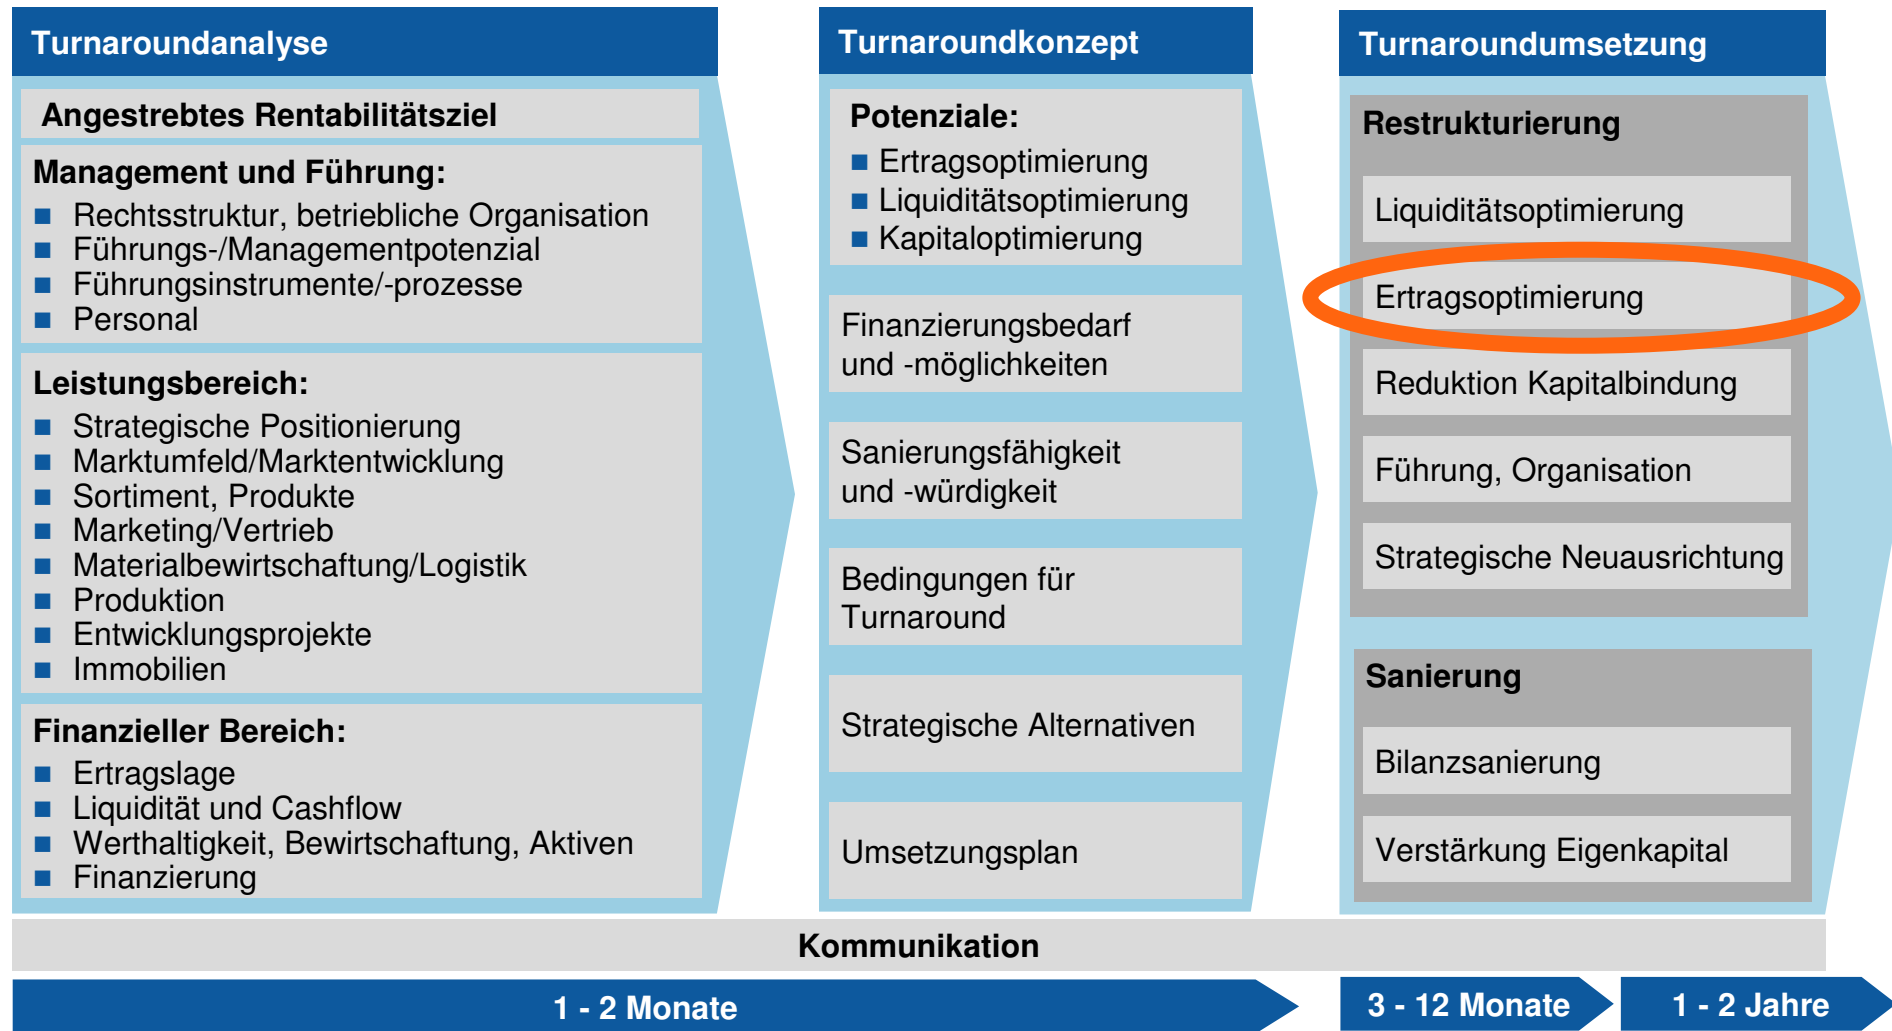 Turnaroundanalyse
Angestrebtes Rentabilitätsziel
Management und Führung:
Rechtsstruktur, betriebliche Organisation
Führungs-/Managementpotenzial
Führungsinstrumente/-prozesse
Personal
Leistungsbereich:
Strategische Positionierung
Marktumfeld/Marktentwicklung
Sortiment, Produkte
Marketing/Vertrieb
Materialbewirtschaftung/Logistik
Produktion
Entwicklungsprojekte
Immobilien
Finanzieller Bereich:
Ertragslage
Liquidität und Cashflow
Werthaltigkeit, Bewirtschaftung, Aktiven
Finanzierung
Turnaroundkonzept
Potenziale:
Ertragsoptimierung
Liquiditätsoptimierung
Kapitaloptimierung
Finanzierungsbedarf
und -möglichkeiten
Sanierungsfähigkeit
und -würdigkeit
Bedingungen für
Turnaround
Strategische Alternativen
Umsetzungsplan
Turnaroundumsetzung
Restrukturierung
Liquiditätsoptimierung
Ertragsoptimierung
Reduktion Kapitalbindung
Führung, Organisation
Strategische Neuausrichtung
Sanierung
Bilanzsanierung
Verstärkung Eigenkapital
Kommunikation
1 - 2 Monate
3 - 12 Monate
1 - 2 Jahre